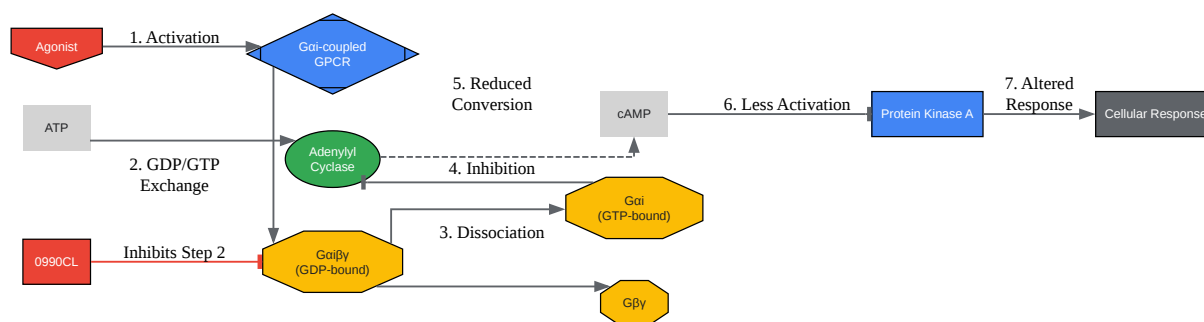 Agonist
1. Activation
Gαi-coupled
GPCR
5. Reduced
Conversion
7. Altered
Response
ATP
cAMP
6. Less Activation
Protein Kinase A
Cellular Response
2. GDP/GTP
Exchange
Adenylyl
Cyclase
4. Inhibition
Gαi
(GTP-bound)
3. Dissociation
0990CL
Inhibits Step 2
Gαiβγ
(GDP-bound)
Gβγ